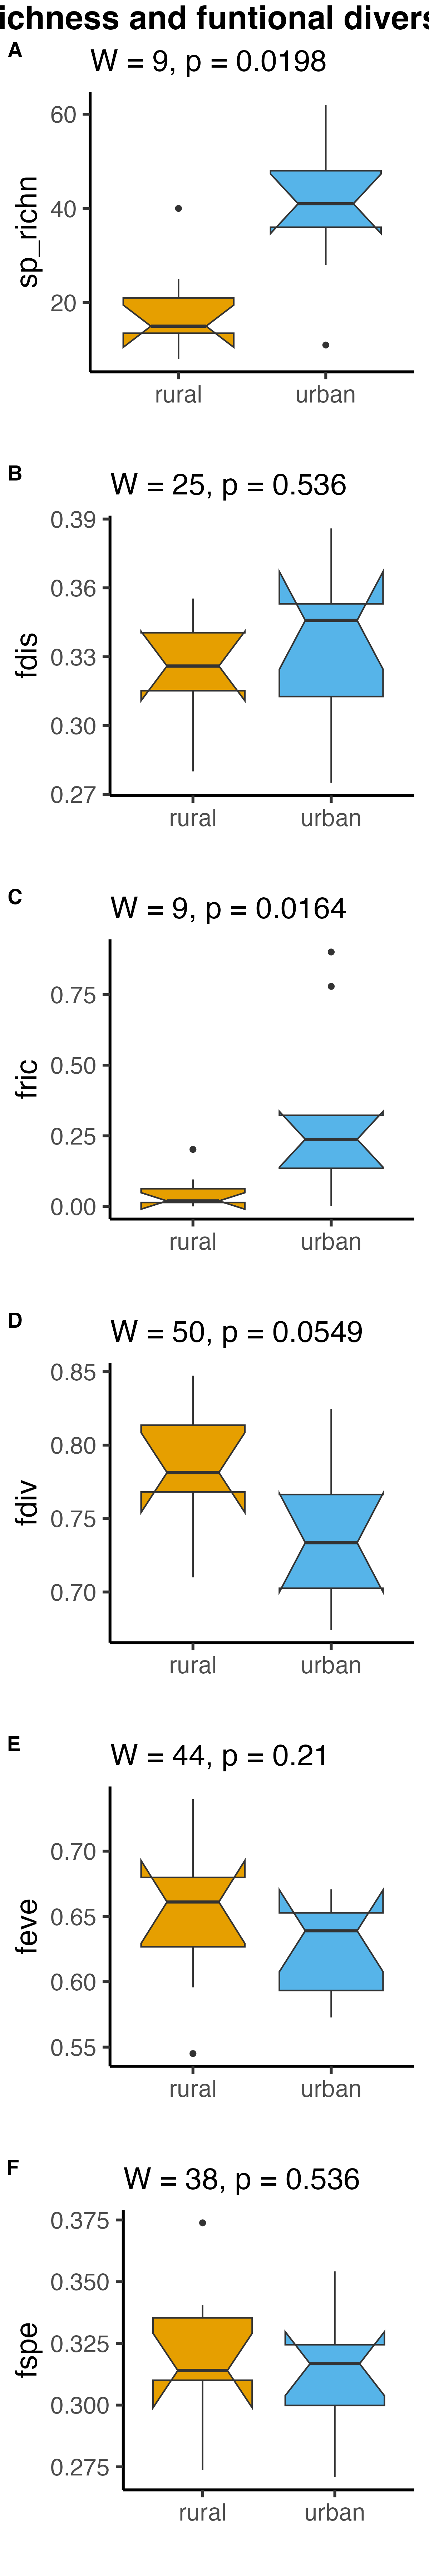 ichness and funtional divers
A
W = 9, p = 0.0198
60
40
20
sp_richn
rural urban
B
W = 25, p = 0.536
0.39
0.36
0.33
0.30
0.27
fdis
rural urban
C
W = 9, p = 0.0164
0.75
0.50
0.25
0.00
fric
rural urban
D
W = 50, p = 0.0549
0.85
0.80
0.75
0.70
fdiv
rural urban
E
W = 44, p = 0.21
0.70
0.65
0.60
0.55
feve
rural urban
F
W = 38, p = 0.536
0.375
0.350
0.325
0.300
0.275
fspe
rural urban